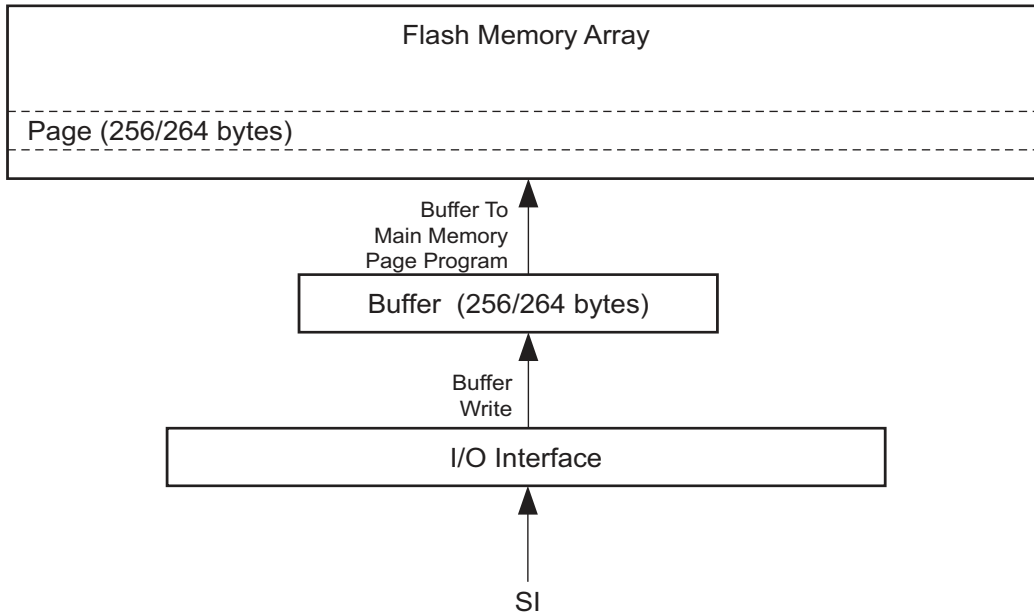 Flash Memory Array
Page (256/264 bytes)
Buffer To
Main Memory
Page Program
Buffer (256/264 bytes)
Buffer
Write
I/O Interface
SI